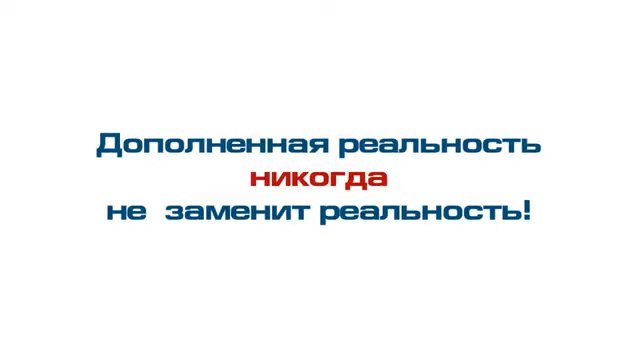 Дополненная реальность
никогда
не заменит реальность!